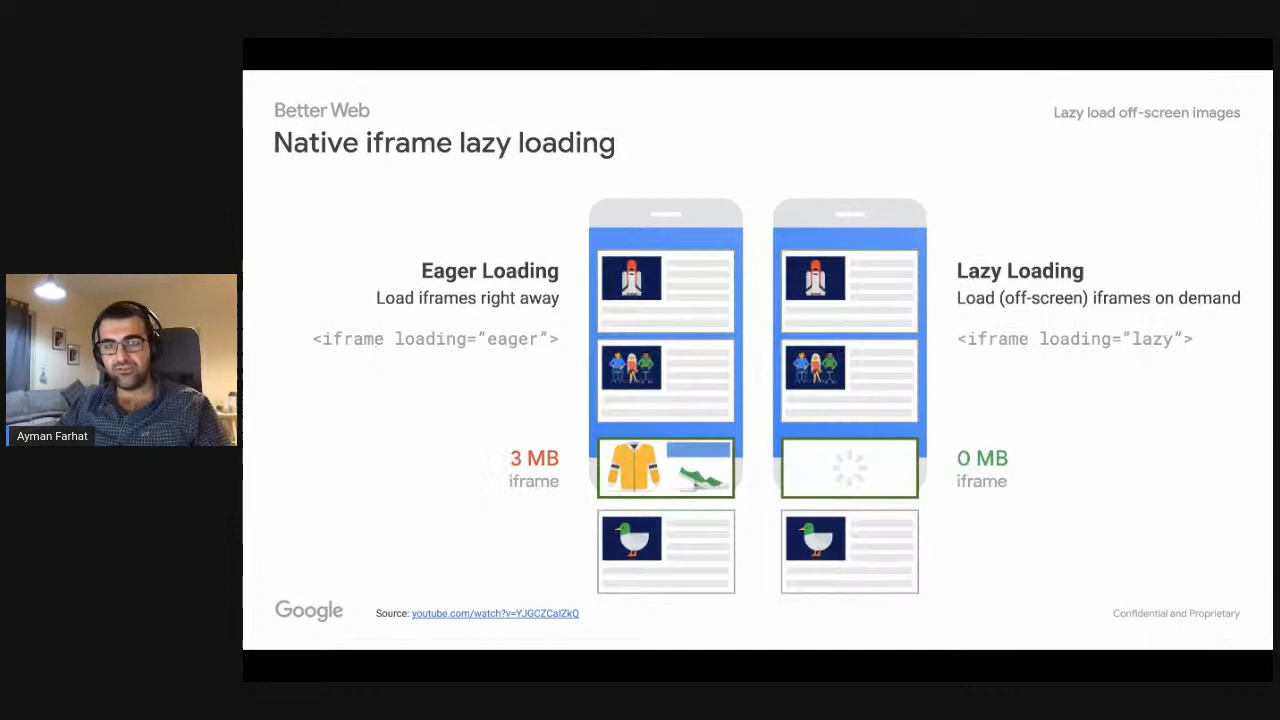 Better Web
Lazy load off-screen images
Native iframe lazy loading
Eager Loading
Load iframes right away
<iframe loading=”eager”>
Lazy Loading
Load (off-screen) iframes on demand
<iframe loading=”lazy”>
3 MB
iframe
0 MB
iframe
Ayman Farhat
Google
Source: youtube.com/watch?v=YJGCZCaIZkQ
Confidential and Proprietary